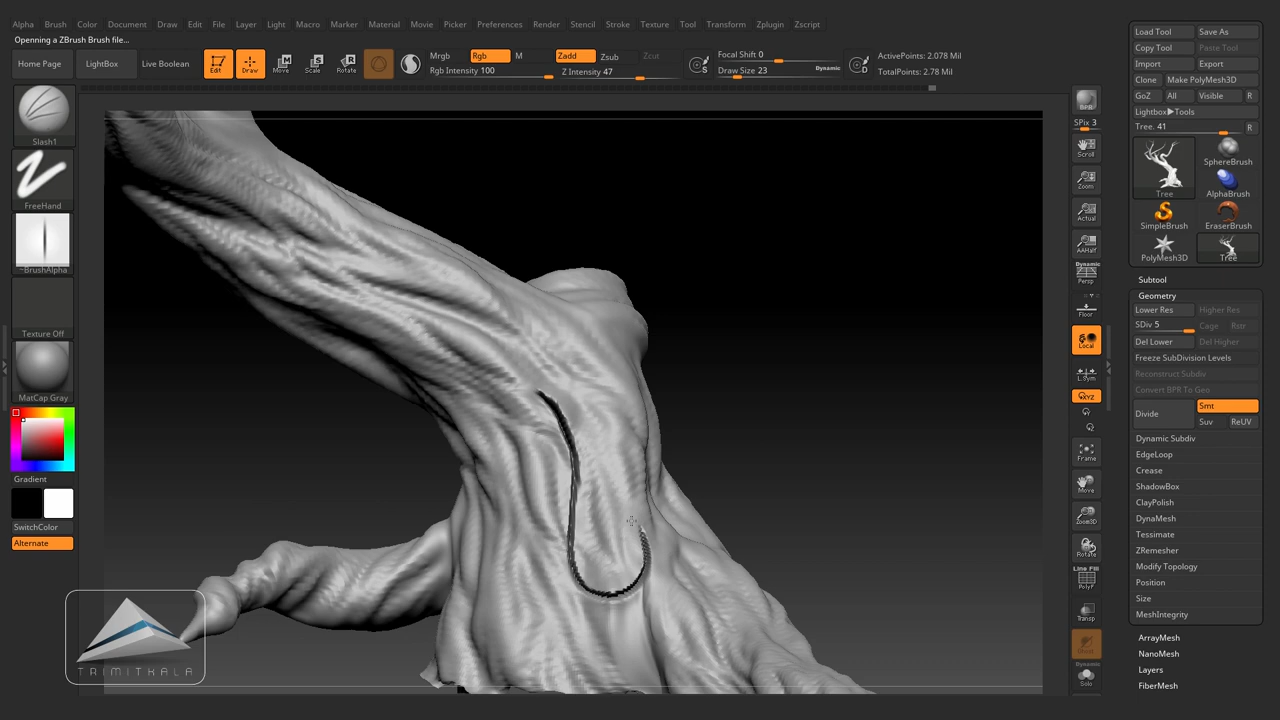 Alpha Brush Color Document Draw Edit File Layer Light Macro Marker Material Movie Picker Preferences Render Stencil Stroke Texture Tool Transform Zplugin Zscript
Openning a ZBrush Brush file...
Home Page
LightBox
Live Boolean
Edit
Draw
Move
Scale
Rotate
Mrgb
Rgb
M
Rgb Intensity 100
Zadd
Zsub
Zcut
Z Intensity 47
S
Focal Shift 0
Draw Size 23
Dynamic
D
ActivePoints: 2.078 Mil
TotalPoints: 2.78 Mil
Slash1
FreeHand
~BrushAlpha
Texture Off
MatCap Gray
Gradient
SwitchColor
Alternate
TRIMITKALA
BPR
SPix 3
Scroll
Zoom
Actual
AAHalf
Dynamic
Persp
Floor
Local
L.Sym
XYZ
Frame
Move
Zoom3D
Rotate
Line Fill
PolyF
Transp
Dynamic
Solo
Load Tool
Save As
Copy Tool
Paste Tool
Import
Export
Clone
Make PolyMesh3D
GoZ
All
Visible
R
Lightbox▶Tools
Tree. 41
R
Tree
SphereBrush
AlphaBrush
SimpleBrush
EraserBrush
PolyMesh3D
Tree
Subtool
Geometry
Lower Res
Higher Res
SDiv 5
Cage
Rstr
Del Lower
Del Higher
Freeze SubDivision Levels
Reconstruct Subdiv
Convert BPR To Geo
Divide
Smt
Suv
ReUV
Dynamic Subdiv
EdgeLoop
Crease
ShadowBox
ClayPolish
DynaMesh
Tessimate
ZRemesher
Modify Topology
Position
Size
MeshIntegrity
ArrayMesh
NanoMesh
Layers
FiberMesh